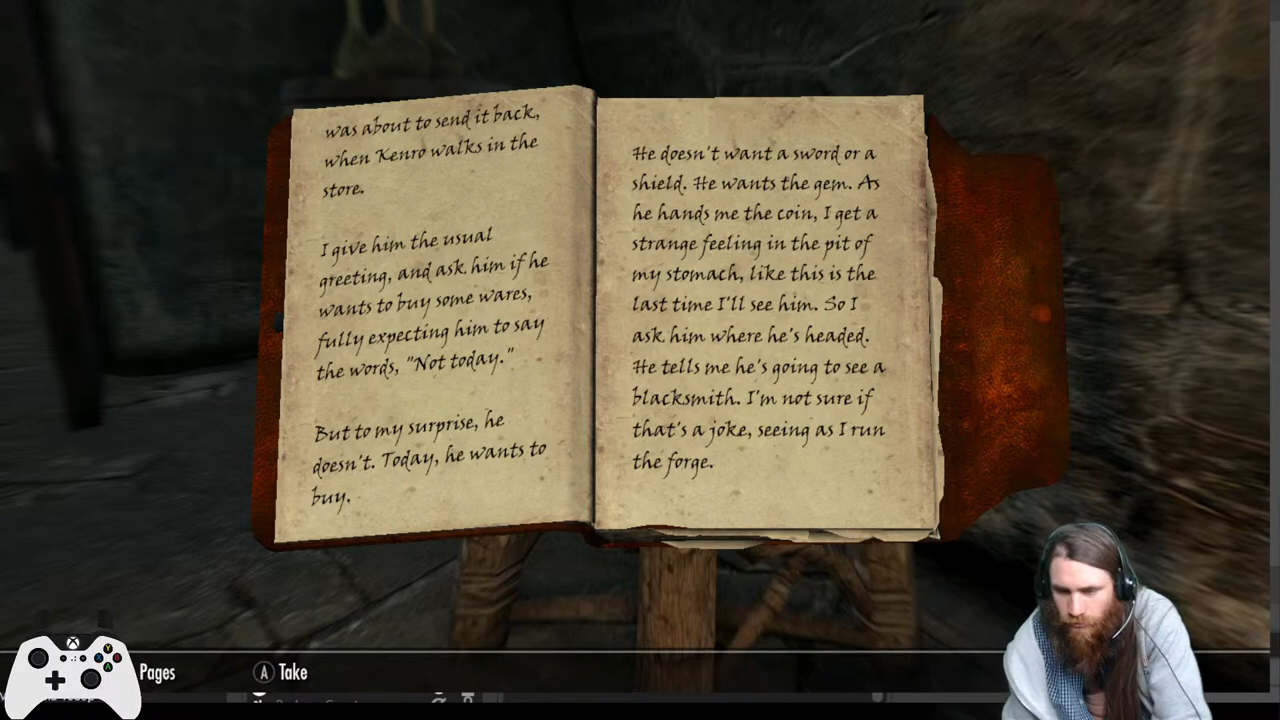 was about to send it back,
when Kenro walks in the
store.
I give him the usual
greeting, and ask him if he
wants to buy some wares,
fully expecting him to say
the words, "Not today."
But to my surprise, he
doesn't. Today, he wants to
buy.
He doesn't want a sword or a
shield. He wants the gem. As
he hands me the coin, I get a
strange feeling in the pit of
my stomach, like this is the
last time I'll see him. So I
ask him where he's headed.
He tells me he's going to see a
blacksmith. I'm not sure if
that's a joke, seeing as I run
the forge.
Pages
A Take